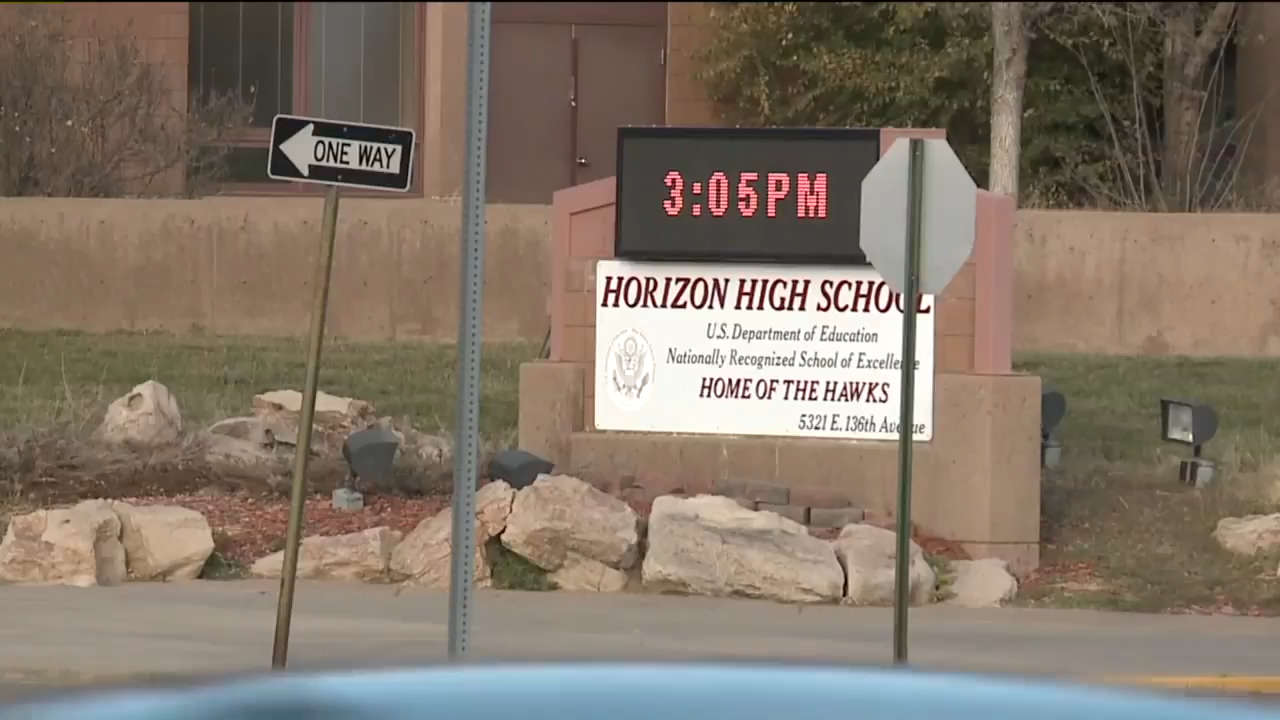 ONE WAY
3:05PM
HORIZON HIGH SCHOOL
U.S. Department of Education
Nationally Recognized School of Excellence
HOME OF THE HAWKS
5321 E. 136th Avenue